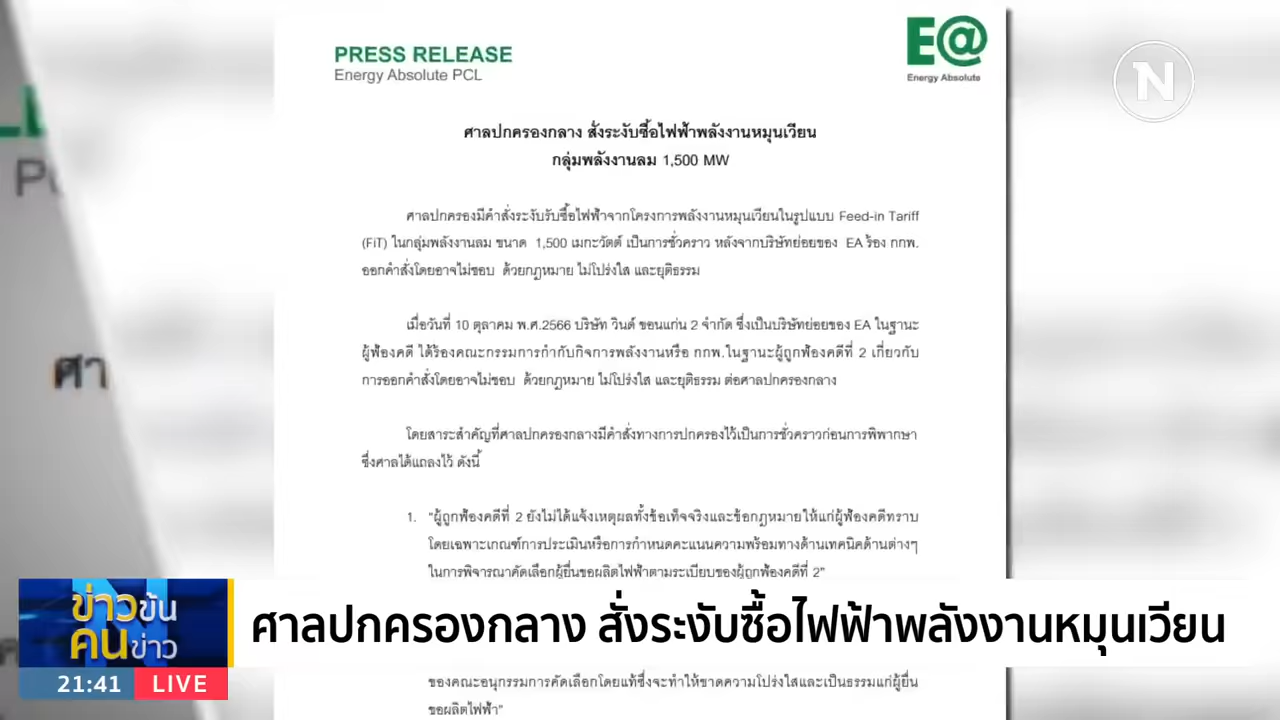 PRESS RELEASE
Energy Absolute PCL
E@
Energy Absolute
N
ศาลปกครองกลาง สั่งระงับซื้อไฟฟ้าพลังงานหมุนเวียน
กลุ่มพลังงานลม 1,500 MW
ศาลปกครองมีคำสั่งระงับรับซื้อไฟฟ้าจากโครงการพลังงานหมุนเวียนในรูปแบบ Feed-in Tariff
(FiT) ในกลุ่มพลังงานลม ขนาด 1,500 เมกะวัตต์ เป็นการชั่วคราว หลังจากบริษัทย่อยของ EA ร้อง กกพ.
ออกคำสั่งโดยอาจไม่ชอบ ด้วยกฎหมาย ไม่โปร่งใส และยุติธรรม
เมื่อวันที่ 10 ตุลาคม พ.ศ.2566 บริษัท วินด์ ขอนแก่น 2 จำกัด ซึ่งเป็นบริษัทย่อยของ EA ในฐานะ
ผู้ฟ้องคดี ได้ร้องคณะกรรมการกำกับกิจการพลังงานหรือ กกพ.ในฐานะผู้ถูกฟ้องคดีที่ 2 เกี่ยวกับ
การออกคำสั่งโดยอาจไม่ชอบ ด้วยกฎหมาย ไม่โปร่งใส และยุติธรรม ต่อศาลปกครองกลาง
โดยสาระสำคัญที่ศาลปกครองกลางมีคำสั่งทางการปกครองไว้เป็นการชั่วคราวก่อนการพิพากษา
ซึ่งศาลได้แถลงไว้ ดังนี้
1. "ผู้ถูกฟ้องคดีที่ 2 ยังไม่ได้แจ้งเหตุผลทั้งข้อเท็จจริงและข้อกฎหมายให้แก่ผู้ฟ้องคดีทราบ
โดยเฉพาะเกณฑ์การประเมินหรือการกำหนดคะแนนความพร้อมทางด้านเทคนิคด้านต่างๆ
ในการพิจารณาคัดเลือกผู้ยื่นขอผลิตไฟฟ้าตามระเบียบของผู้ถูกฟ้องคดีที่ 2"
ข่าวข้น
คนข่าว
ศาลปกครองกลาง สั่งระงับซื้อไฟฟ้าพลังงานหมุนเวียน
21:41 LIVE
ของคณะอนุกรรมการคัดเลือกโดยแท้ซึ่งจะทำให้ขาดความโปร่งใสและเป็นธรรมแก่ผู้ยื่น
ขอผลิตไฟฟ้า"